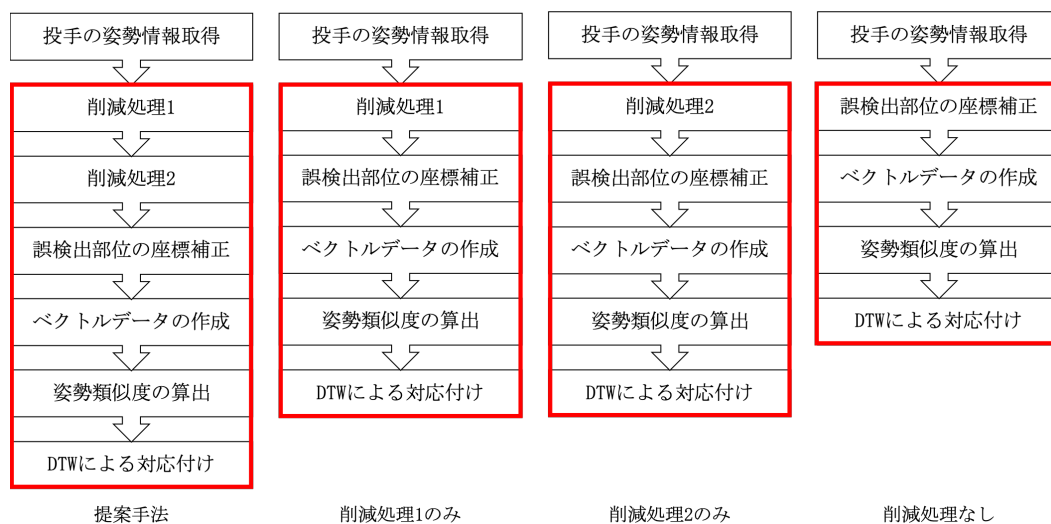 投手の姿勢情報取得
削減処理1
削減処理2
誤検出部位の座標補正
ベクトルデータの作成
姿勢類似度の算出
DTWによる対応付け
提案手法
投手の姿勢情報取得
削減処理1
誤検出部位の座標補正
ベクトルデータの作成
姿勢類似度の算出
DTWによる対応付け
削減処理1のみ
投手の姿勢情報取得
削減処理2
誤検出部位の座標補正
ベクトルデータの作成
姿勢類似度の算出
DTWによる対応付け
削減処理2のみ
投手の姿勢情報取得
誤検出部位の座標補正
ベクトルデータの作成
姿勢類似度の算出
DTWによる対応付け
削減処理なし